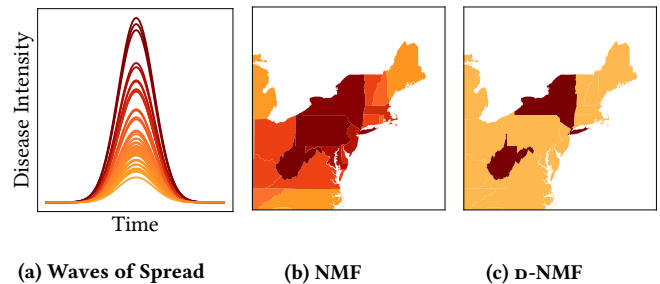 Disease Intensity
Time
(a) Waves of Spread
(b) NMF
(c) D-NMF